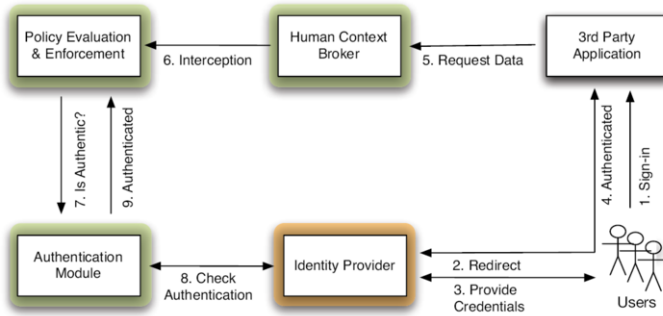 Policy Evaluation
& Enforcement
Human Context
Broker
3rd Party
Application
6. Interception
5. Request Data
7. Is Authentic?
9. Authenticated
4. Authenticated
1. Sign-in
Authentication
Module
Identity Provider
8. Check
Authentication
2. Redirect
3. Provide
Credentials
Users